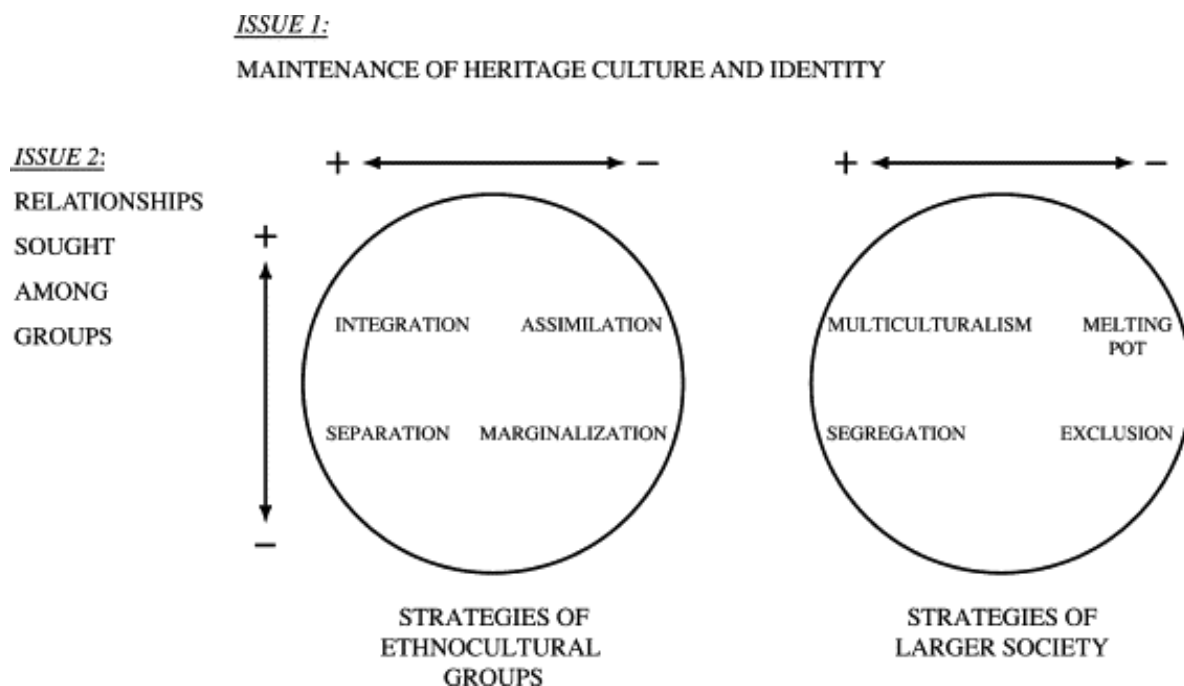 ISSUE 1:
MAINTENANCE OF HERITAGE CULTURE AND IDENTITY
ISSUE 2:
RELATIONSHIPS
SOUGHT
AMONG
GROUPS
+ −
+ −
+
−
INTEGRATION ASSIMILATION
SEPARATION MARGINALIZATION
MULTICULTURALISM MELTING
POT
SEGREGATION EXCLUSION
STRATEGIES OF
ETHNOCULTURAL
GROUPS
STRATEGIES OF
LARGER SOCIETY